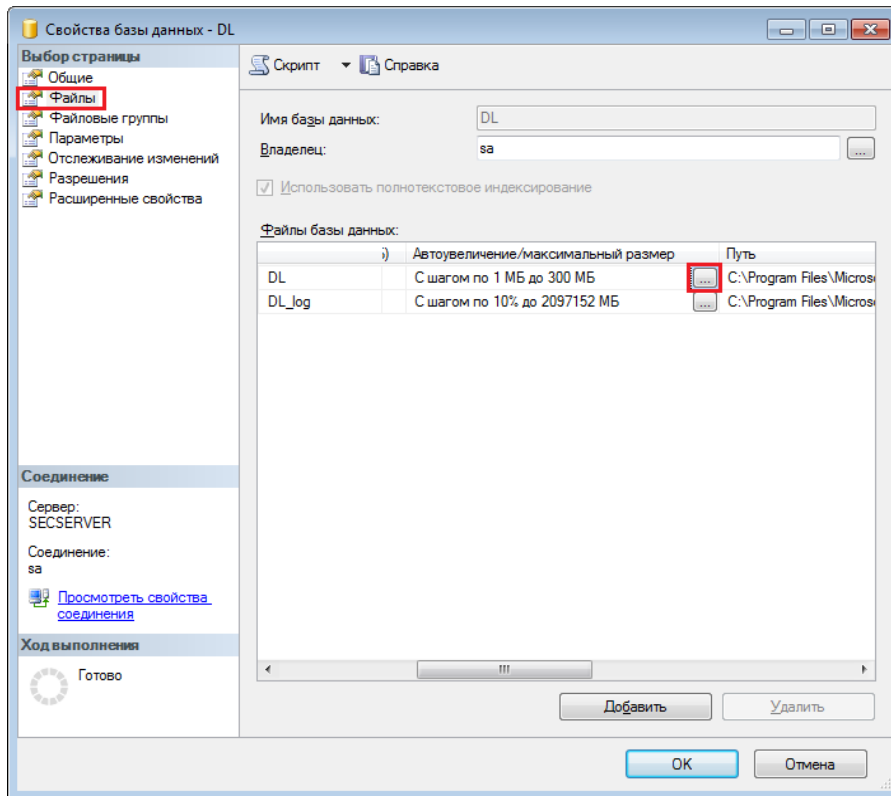 Свойства базы данных - DL
Выбор страницы
Общие
Файлы
Файловые группы
Параметры
Отслеживание изменений
Разрешения
Расширенные свойства
Соединение
Сервер:
SECSERVER
Соединение:
sa
Просмотреть свойства
соединения
Ход выполнения
Готово
Скрипт Справка
Имя базы данных: DL
Владелец: sa ...
Использовать полнотекстовое индексирование
Файлы базы данных:
) Автоувеличение/максимальный размер Путь
DL С шагом по 1 МБ до 300 МБ ... C:\Program Files\Micros
DL_log С шагом по 10% до 2097152 МБ ... C:\Program Files\Micros
Добавить Удалить
OK Отмена